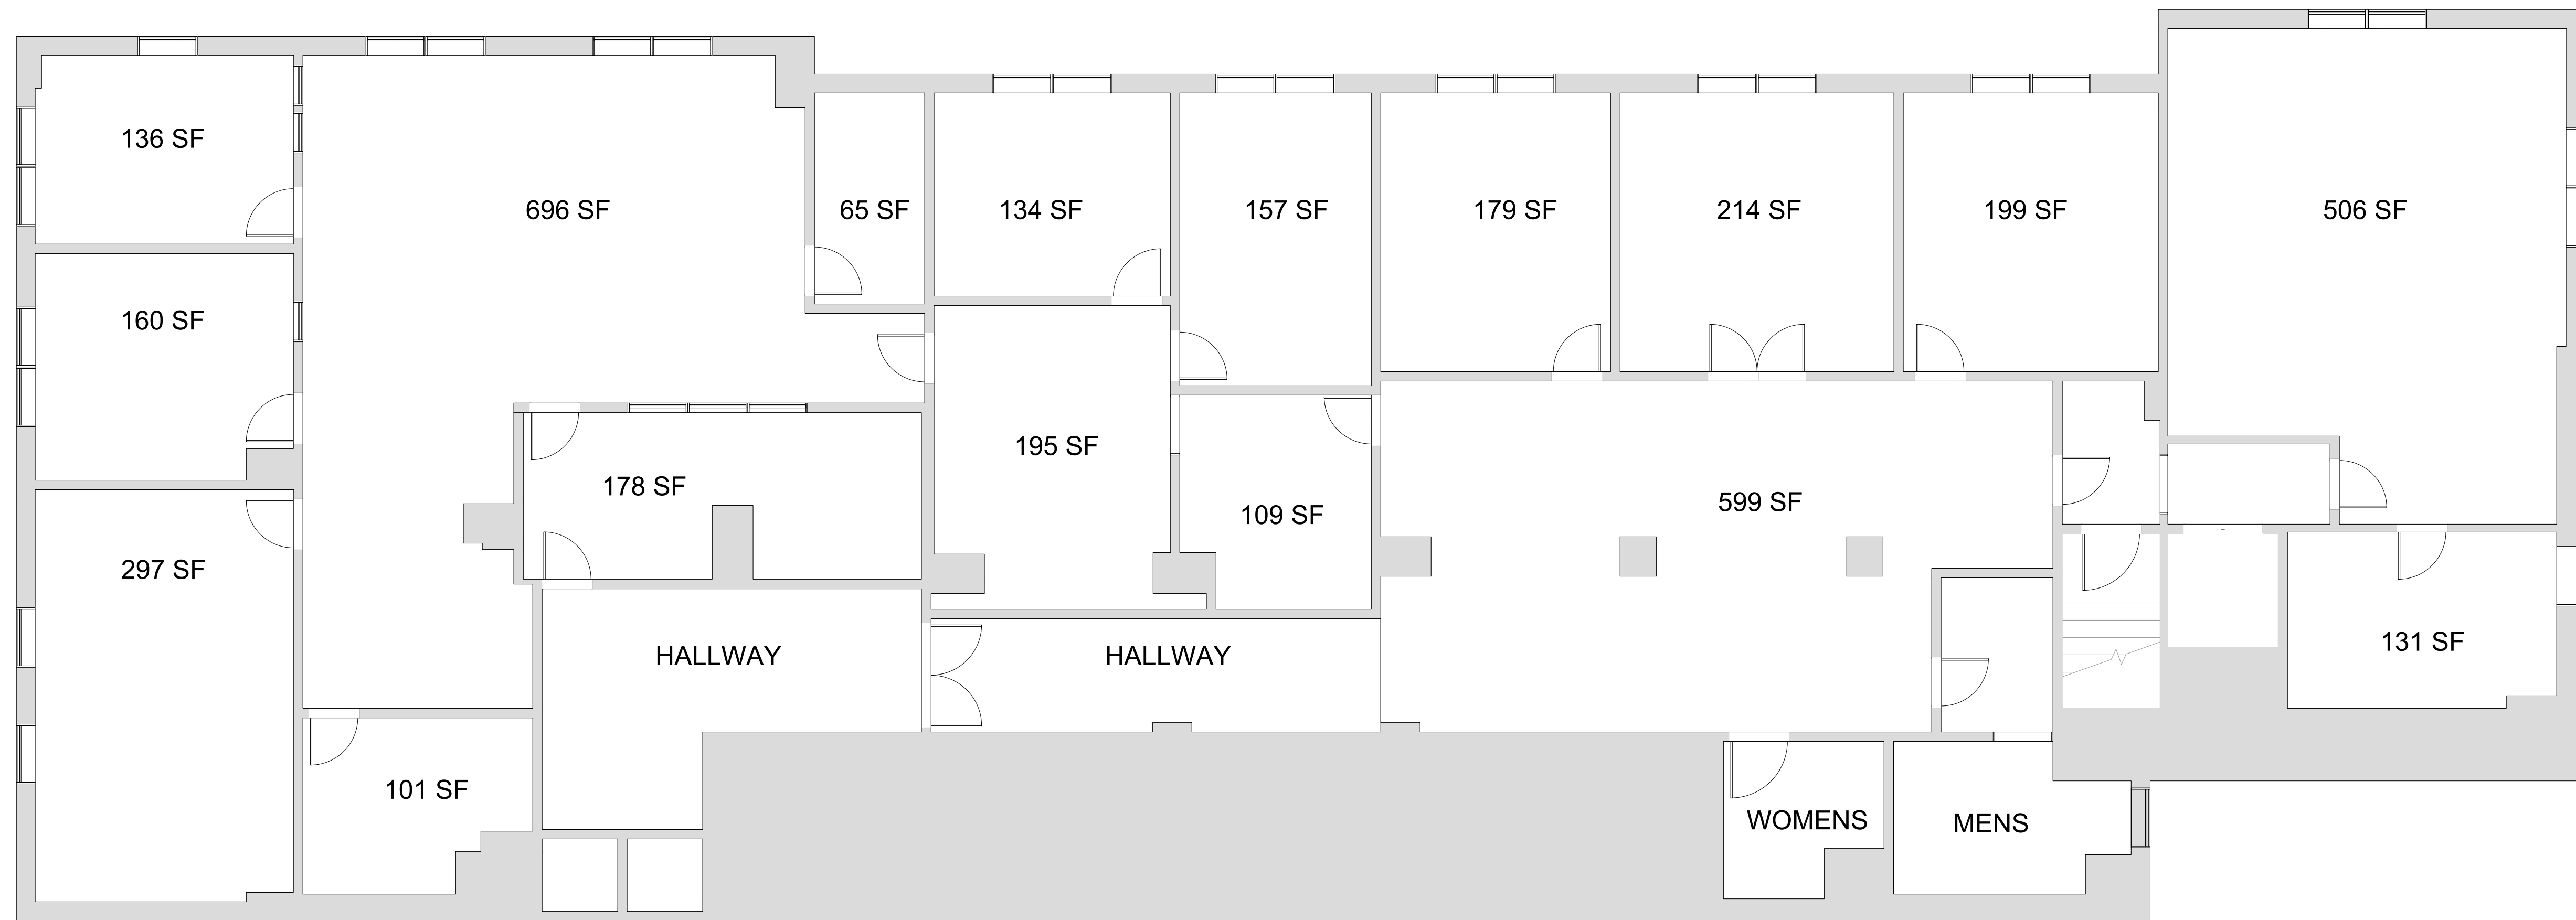 136 SF
696 SF
65 SF
134 SF
157 SF
179 SF
214 SF
199 SF
506 SF
160 SF
195 SF
178 SF
109 SF
599 SF
297 SF
HALLWAY
HALLWAY
131 SF
101 SF
WOMENS
MENS